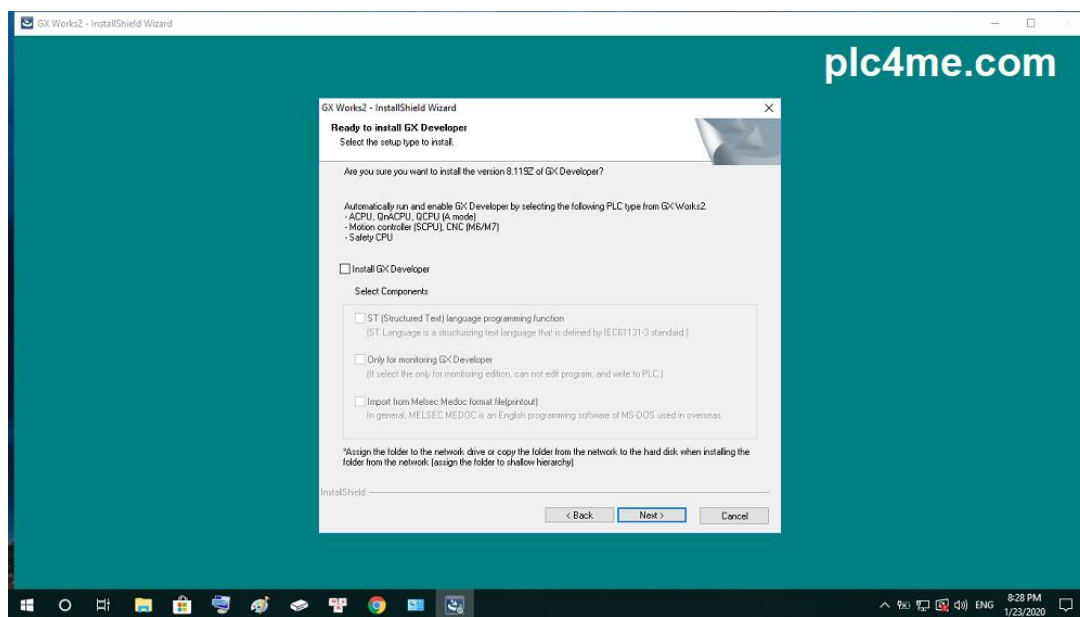 GX Works2 - InstallShield Wizard
plc4me.com
GX Works2 - InstallShield Wizard
Ready to install GX Developer
Select the setup type to install.
Are you sure you want to install the version 8.119Z of GX Developer?
Automatically run and enable GX Developer by selecting the following PLC type from GX Works2.
- ACPU, QnACPU, QCPU (A mode)
- Motion controller (SCPU), CNC (M6/M7)
- Safety CPU
Install GX Developer
Select Components
ST (Structured Text) language programming function
(ST Language is a structurizing text language that is defined by IEC61131-3 standard.)
Only for monitoring GX Developer
(If select the only for monitoring edition, can not edit program, and write to PLC.)
Import from Melsec Medoc format file(printout)
In general, MELSEC MEDOC is an English programming software of MS-DOS used in overseas.
*Assign the folder to the network drive or copy the folder from the network to the hard disk when installing the
folder from the network (assign the folder to shallow hierarchy)
InstallShield
< Back Next > Cancel
ENG 8:28 PM
1/23/2020